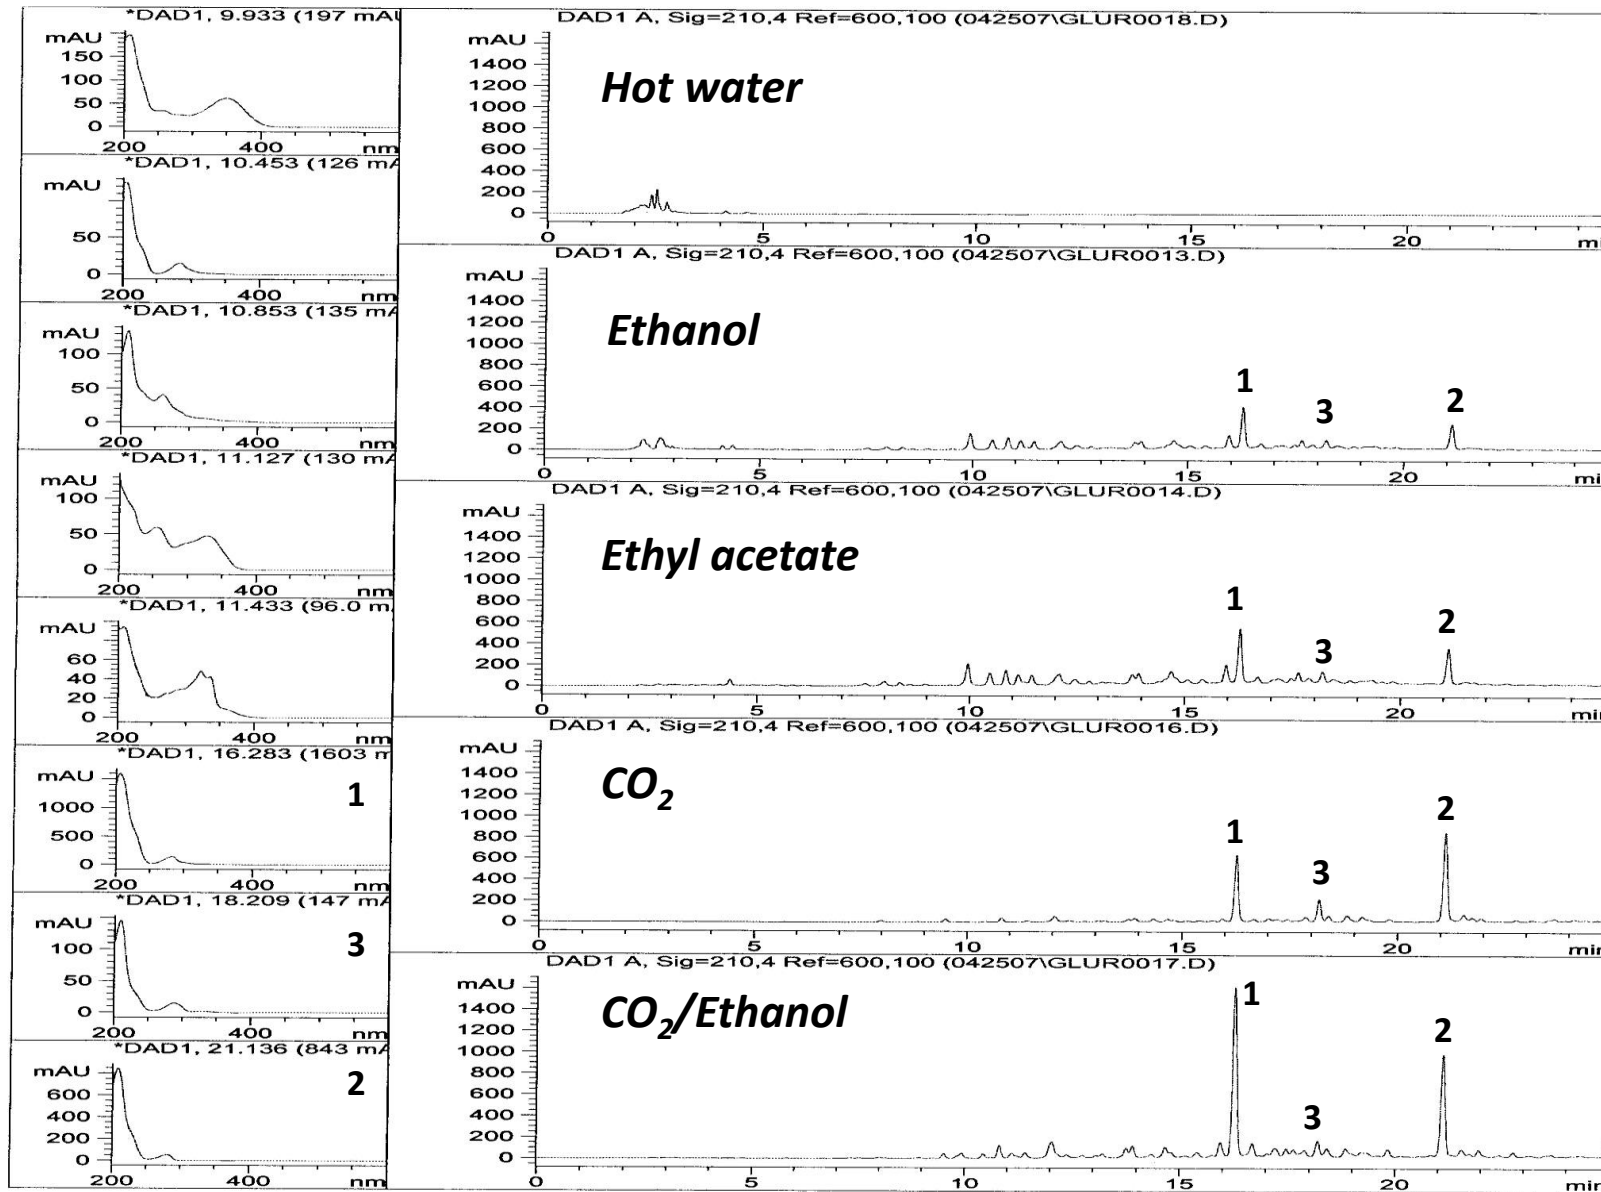 *DAD1, 9.933 (197 mAU
mAU
150
100
50
0
200 400 nm
*DAD1, 10.453 (126 mA
mAU
50
0
200 400 nm
*DAD1, 10.853 (135 mA
mAU
100
50
0
200 400 nm
*DAD1, 11.127 (130 mA
mAU
100
50
0
200 400 nm
*DAD1, 11.433 (96.0 m
mAU
60
40
20
0
200 400 nm
*DAD1, 16.283 (1603 m
mAU
1000
500
0
1
200 400 nm
*DAD1, 18.209 (147 mA
mAU
100
50
0
3
200 400 nm
*DAD1, 21.136 (843 mA
mAU
600
400
200
0
2
200 400 nm
DAD1 A, Sig=210,4 Ref=600,100 (042507\GLUR0018.D)
mAU
1400
1200
1000
800
600
400
200
0
Hot water
0 5 10 15 20 mi
DAD1 A, Sig=210,4 Ref=600,100 (042507\GLUR0013.D)
mAU
1400
1200
1000
800
600
400
200
0
Ethanol
1 3 2
0 5 10 15 20 mi
DAD1 A, Sig=210,4 Ref=600,100 (042507\GLUR0014.D)
mAU
1400
1200
1000
800
600
400
200
0
Ethyl acetate
1 3 2
0 5 10 15 20 min
DAD1 A, Sig=210,4 Ref=600,100 (042507\GLUR0016.D)
mAU
1400
1200
1000
800
600
400
200
0
CO2
1 3 2
0 10 15 20 min
DAD1 A, Sig=210,4 Ref=600,100 (042507\GLUR0017.D)
mAU
1400
1200
1000
800
600
400
200
0
CO2/Ethanol
1 3 2
0 5 10 15 20 min